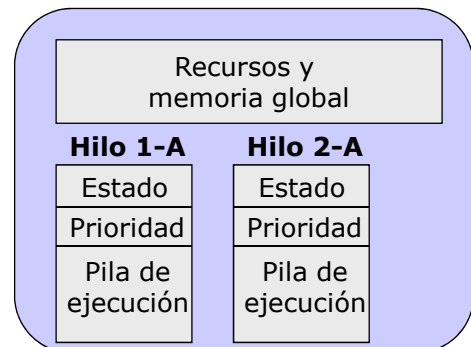 Recursos y
memoria global
Hilo 1-A
Hilo 2-A
Estado
Estado
Prioridad
Prioridad
Pila de
ejecución
Pila de
ejecución